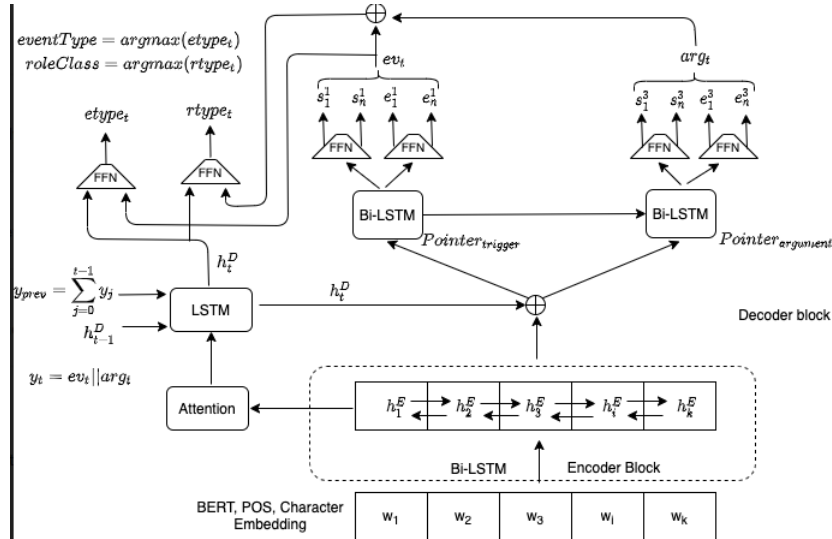 eventType = argmax(etype_t)
roleClass = argmax(rtype_t)
ev_t
arg_t
s_1^1 s_n^1 e_1^1 e_n^1
s_1^3 s_n^3 e_1^3 e_n^3
etype_t
rtype_t
FFN
FFN
FFN
FFN
FFN
FFN
Bi-LSTM
Bi-LSTM
Pointer_trigger
Pointer_argument
h_t^D
y_prev = \sum_{j=0}^{t-1} y_j
LSTM
h_t^D
h_{t-1}^D
Decoder block
y_t = ev_t||arg_t
Attention
h_1^E h_2^E h_3^E h_i^E h_k^E
Bi-LSTM
Encoder Block
BERT, POS, Character
Embedding
w_1 w_2 w_3 w_i w_k